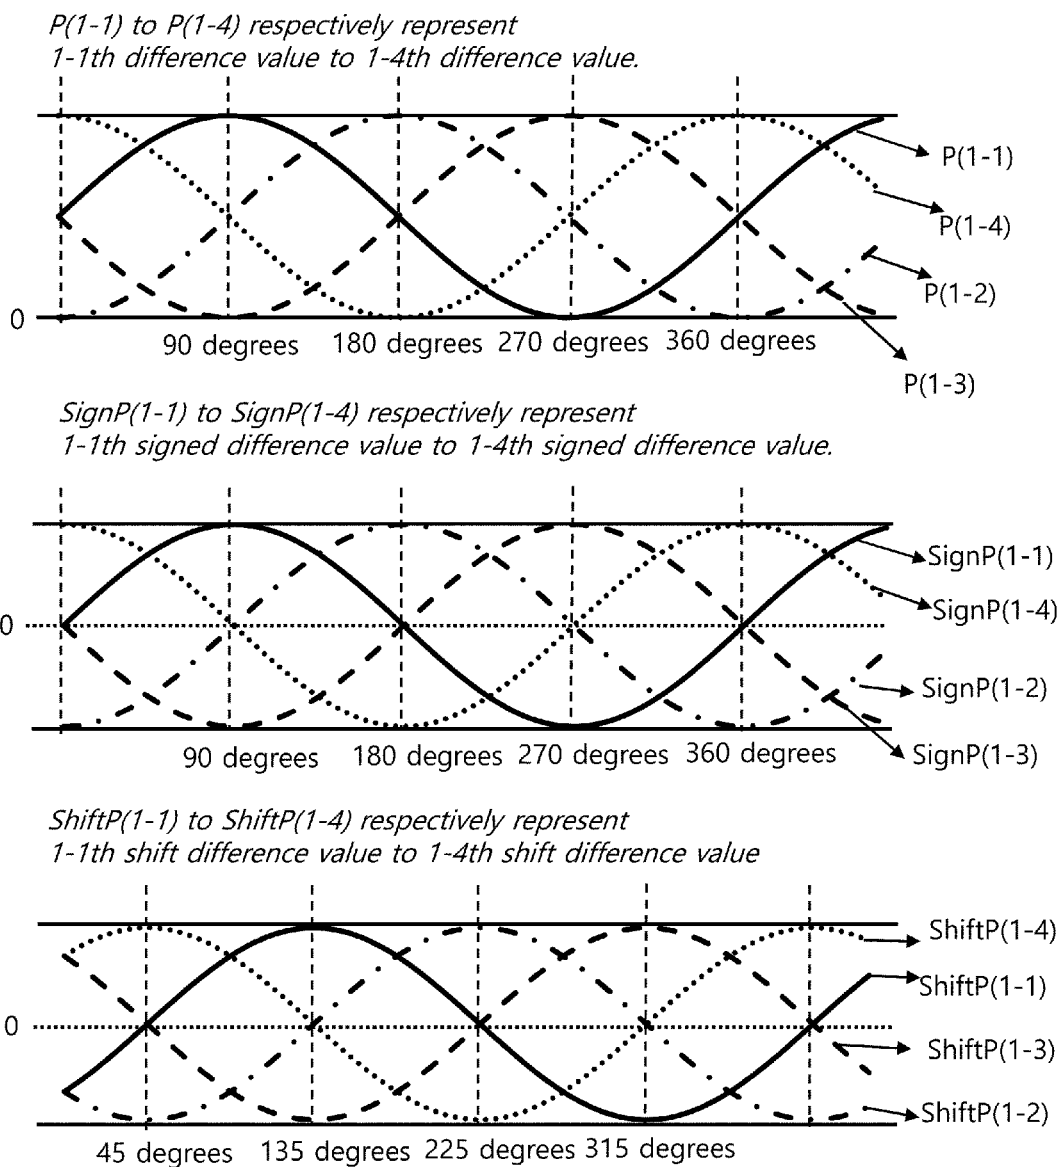 P(1-1) to P(1-4) respectively represent
1-1th difference value to 1-4th difference value.
P(1-1)
P(1-4)
P(1-2)
0
90 degrees 180 degrees 270 degrees 360 degrees
P(1-3)
SignP(1-1) to SignP(1-4) respectively represent
1-1th signed difference value to 1-4th signed difference value.
SignP(1-1)
SignP(1-4)
0
SignP(1-2)
90 degrees 180 degrees 270 degrees 360 degrees
SignP(1-3)
ShiftP(1-1) to ShiftP(1-4) respectively represent
1-1th shift difference value to 1-4th shift difference value
ShiftP(1-4)
ShiftP(1-1)
0
ShiftP(1-3)
ShiftP(1-2)
45 degrees 135 degrees 225 degrees 315 degrees